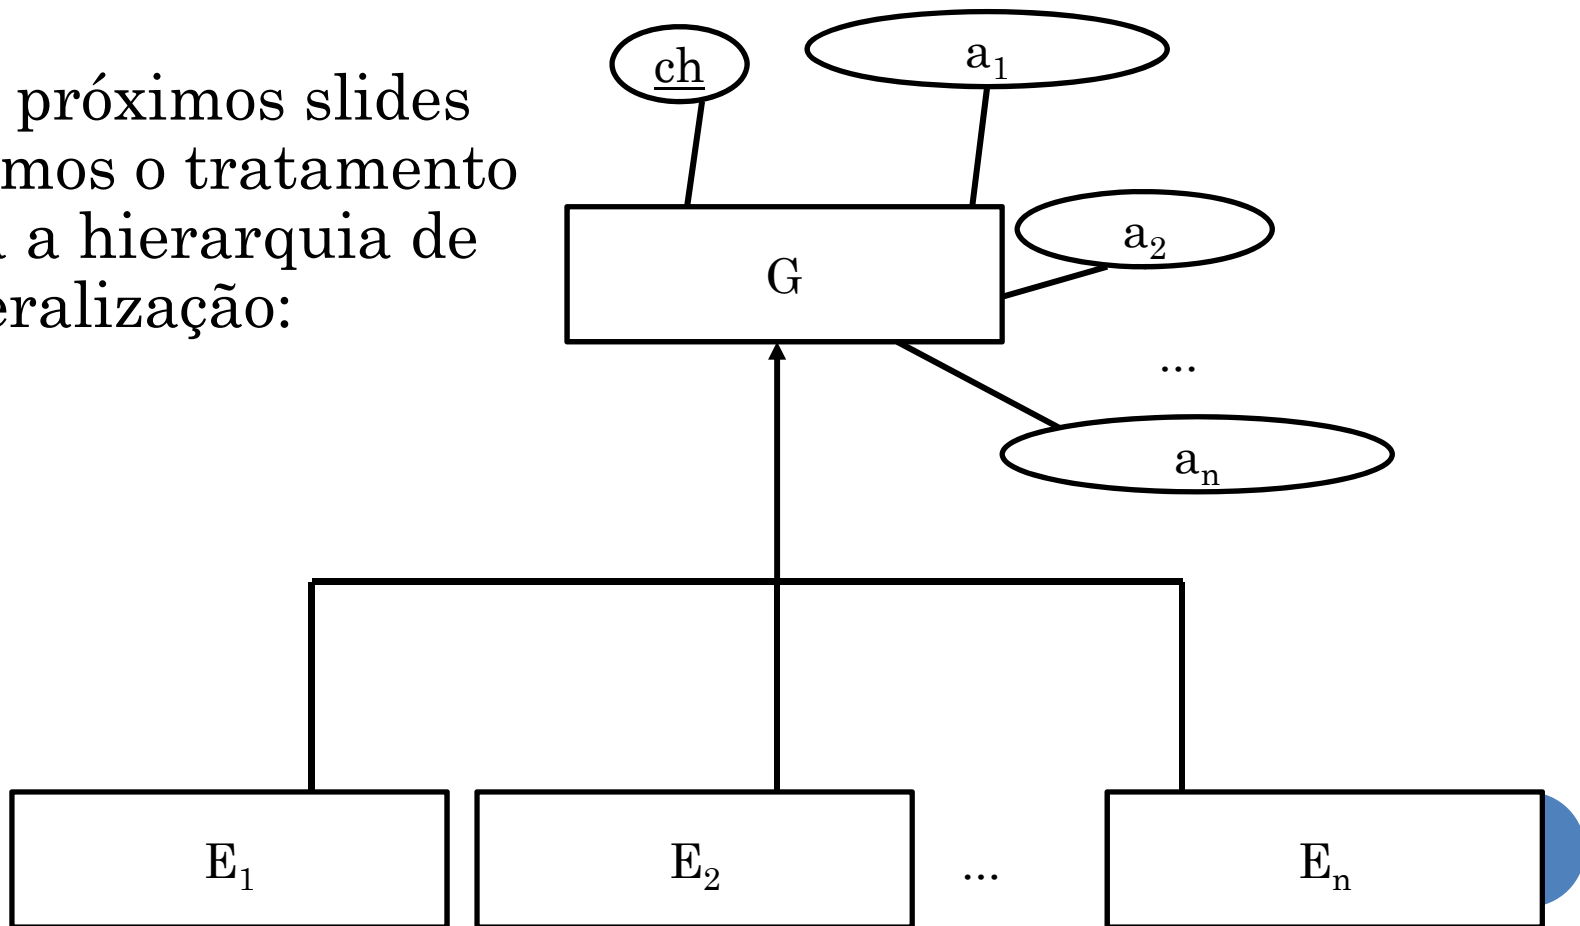 próximos slides
mos o tratamento
a hierarquia de
eralização:
ch
a1
G
a2
...
an
E1
E2
...
En